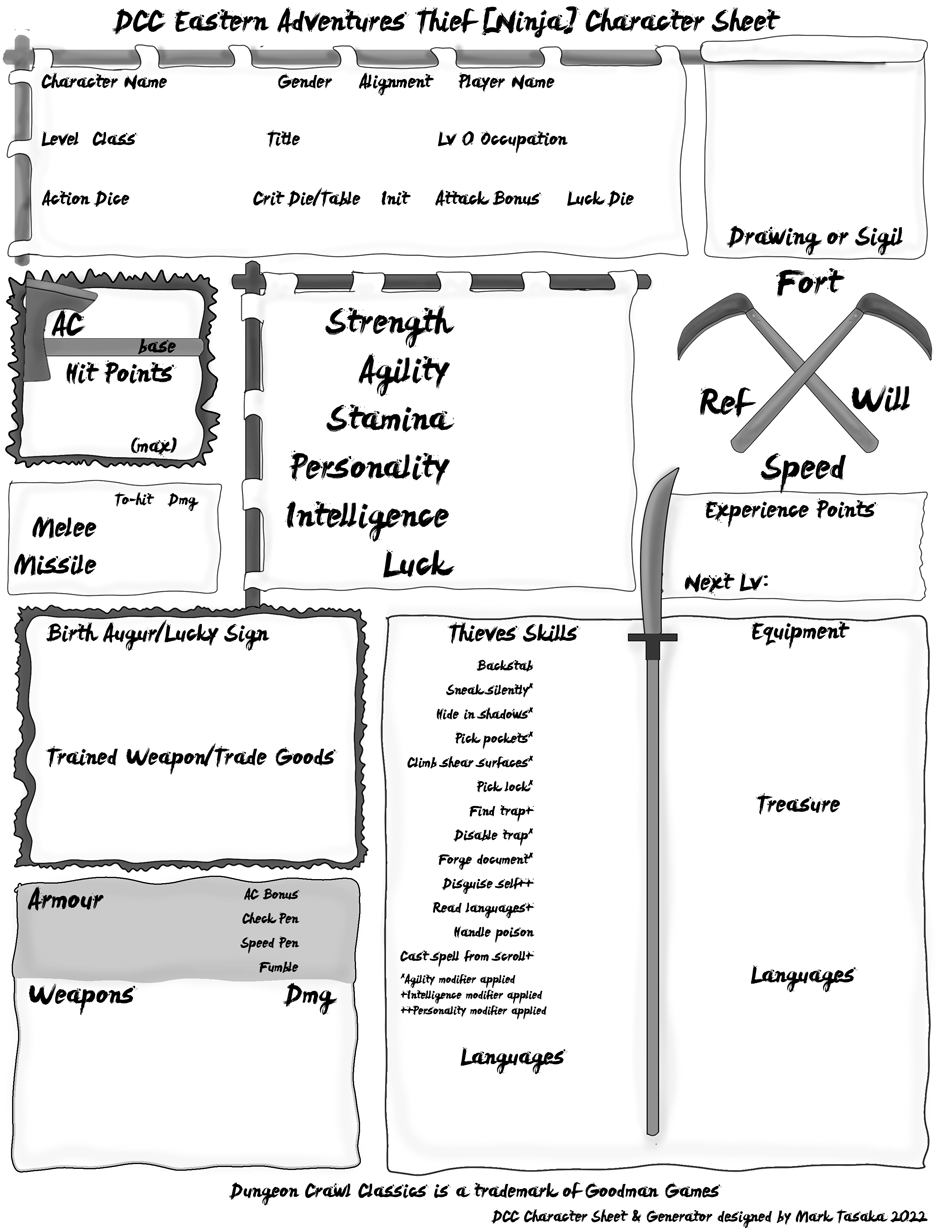 DCC Eastern Adventures Thief [Ninja] Character Sheet
Character Name Gender Alignment Player Name
Level Class Title Lv 0 Occupation
Action Dice Crit Die/Table Init Attack Bonus Luck Die
Drawing or Sigil
AC
base
Hit Points
(max)
Strength
Agility
Stamina
Personality
Intelligence
Luck
Fort
Ref Will
Speed
To-hit Dmg
Melee
Missile
Experience Points
Next Lv:
Birth Augur/Lucky Sign
Trained Weapon/Trade Goods
Armour
AC Bonus
Check Pen
Speed Pen
Fumble
Weapons Dmg
Thieves Skills
Backstab
Sneak silently*
Hide in shadows*
Pick pockets*
Climb shear surfaces*
Pick lock*
Find trap+
Disable trap*
Forge document*
Disguise self++
Read languages+
Handle poison
Cast spell from scroll+
*Agility modifier applied
+Intelligence modifier applied
++Personality modifier applied
Languages
Equipment
Treasure
Languages
Dungeon Crawl Classics is a trademark of Goodman Games
DCC Character Sheet & Generator designed by Mark Tasaka 2022